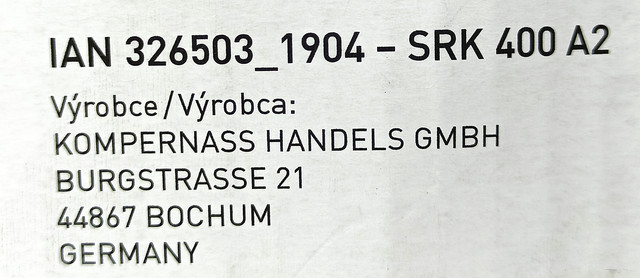 IAN 326503_1904 – SRK 400 A2
Výrobce/Výrobca:
KOMPERNASS HANDELS GMBH
BURGSTRASSE 21
44867 BOCHUM
GERMANY